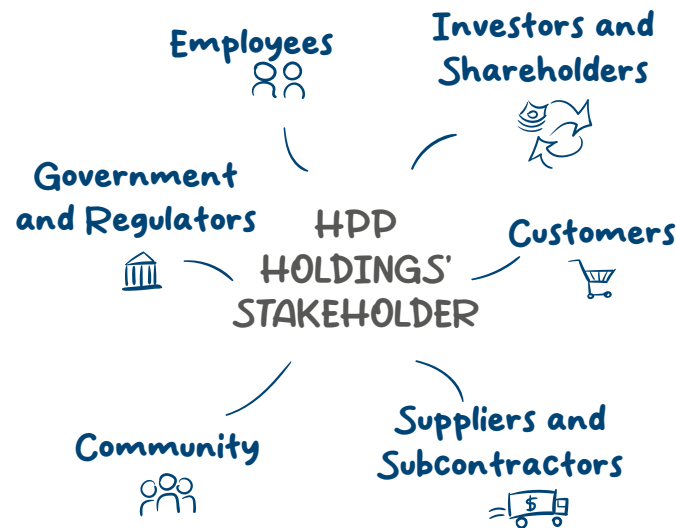 Employees
Investors and
Shareholders
Government
and Regulators
HPP
HOLDINGS'
STAKEHOLDER
Customers
Community
Suppliers and
Subcontractors
$